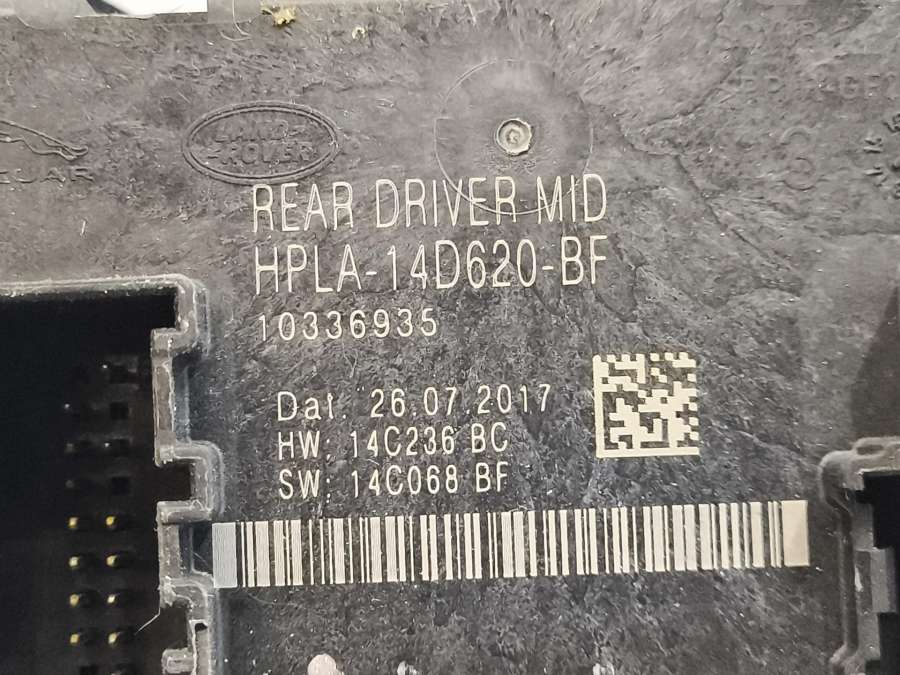 LAND-
ROVER
REAR DRIVER MID
HPLA-14D620-BF
10336935
Dat. 26.07.2017
HW: 14C236 BC
SW: 14C068 BF